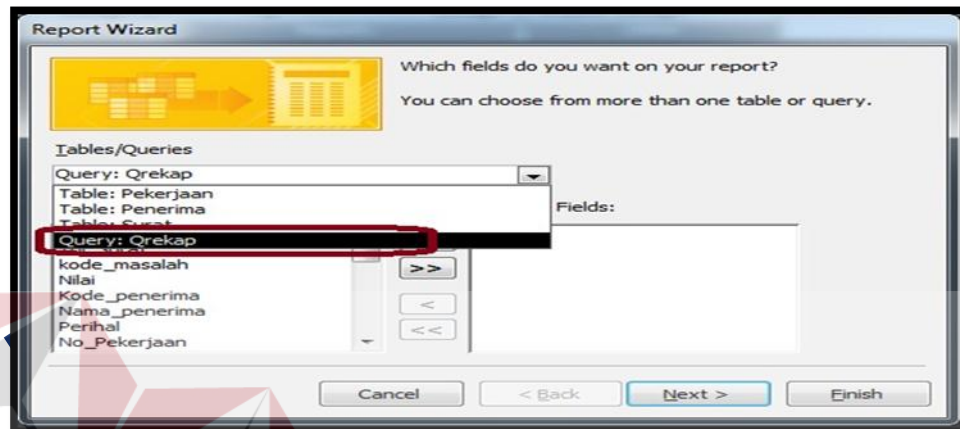 Report Wizard
Which fields do you want on your report?
You can choose from more than one table or query.
Tables/Queries
Query: Qrekap
Table: Pekerjaan
Table: Penerima
Table: Surat
Query: Qrekap
Fields:
kode_masalah
Nilai
Kode_penerima
Nama_penerima
Perihal
No_Pekerjaan
>>
<
<<
Cancel
< Back
Next >
Finish